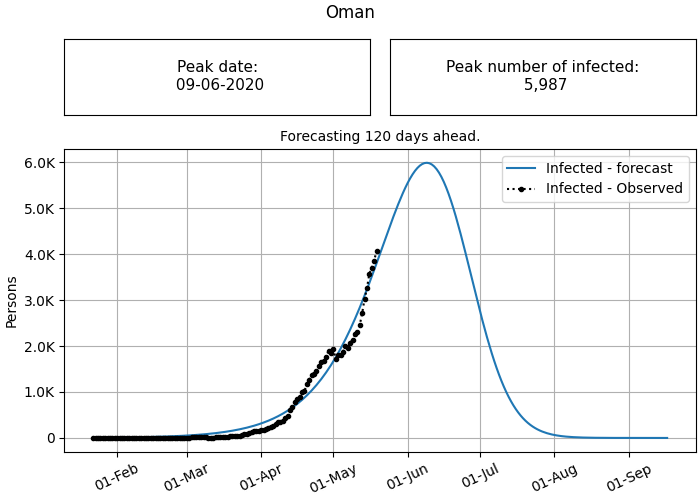 Oman
Peak date:
09-06-2020
Peak number of infected:
5,987
Forecasting 120 days ahead.
Infected - forecast
Infected - Observed
6.0K
5.0K
4.0K
3.0K
2.0K
1.0K
0
Persons
01-Feb
01-Mar
01-Apr
01-May
01-Jun
01-Jul
01-Aug
01-Sep